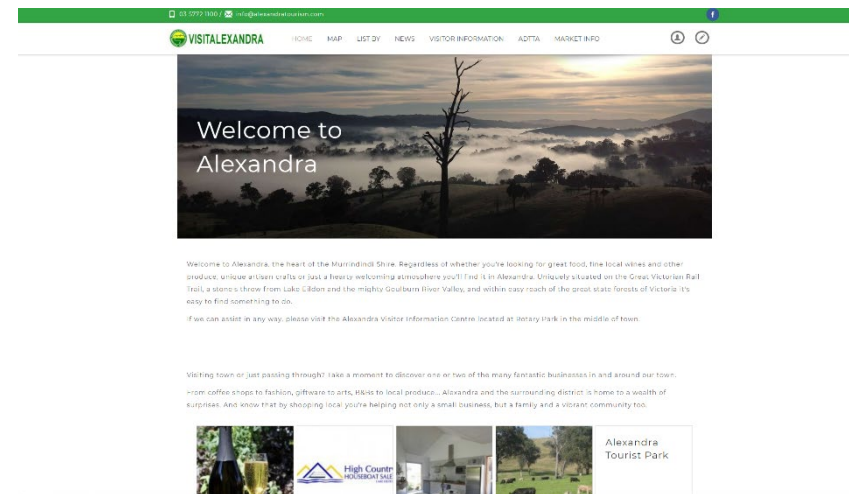 03 5772 1100 / info@alexandratourism.com
VISITALEXANDRA
HOME MAP LIST BY NEWS VISITOR INFORMATION ADTTA MARKET INFO
Welcome to
Alexandra
Welcome to Alexandra, the heart of the Murrindindi Shire. Regardless of whether you're looking for great food, fine local wines and other
produce, unique artisan crafts or just a hearty welcoming atmosphere you'll find it in Alexandra. Uniquely situated on the Great Victorian Rail
Trail, a stone's throw from Lake Eildon and the mighty Goulburn River Valley, and within easy reach of the great state forests of Victoria it's
easy to find something to do.
If we can assist in any way, please visit the Alexandra Visitor Information Centre located at Rotary Park in the middle of town.
Visiting town or just passing through? Take a moment to discover one or two of the many fantastic businesses in and around our town.
From coffee shops to fashion, giftware to arts, B&Bs to local produce... Alexandra and the surrounding district is home to a wealth of
surprises. And know that by shopping local you're helping not only a small business, but a family and a vibrant community too.
High Countr
HOUSEBOAT SALE
Alexandra
Tourist Park